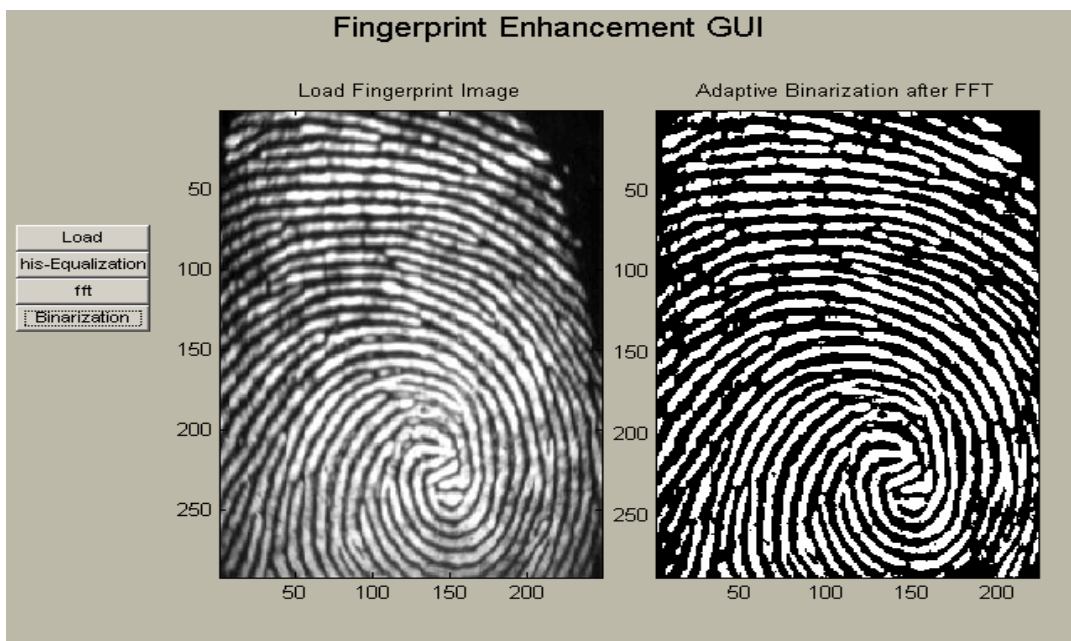 Fingerprint Enhancement GUI
Load Fingerprint Image
Adaptive Binarization after FFT
Load
his-Equalization
fft
Binarization
50
100
150
200
250
50
100
150
200
50
100
150
200
250
50
100
150
200